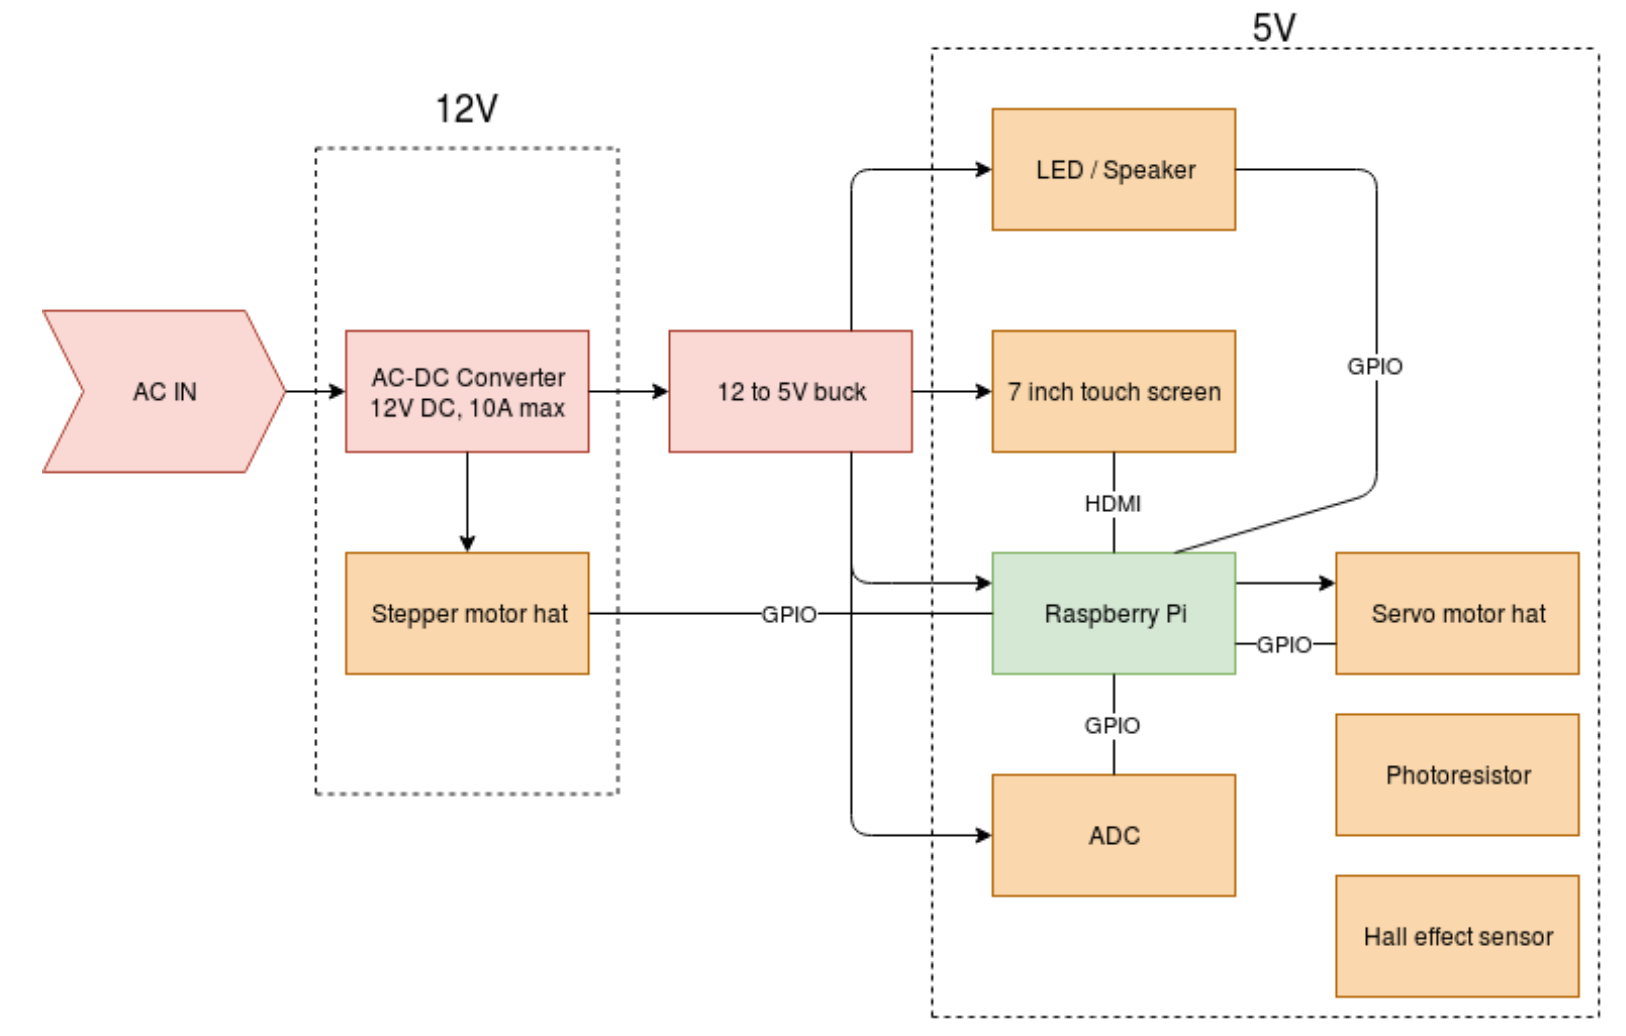 5V
12V
LED / Speaker
GPIO
AC IN
AC-DC Converter
12V DC, 10A max
12 to 5V buck
7 inch touch screen
HDMI
Stepper motor hat
GPIO
Raspberry Pi
GPIO
Servo motor hat
GPIO
Photoresistor
ADC
Hall effect sensor